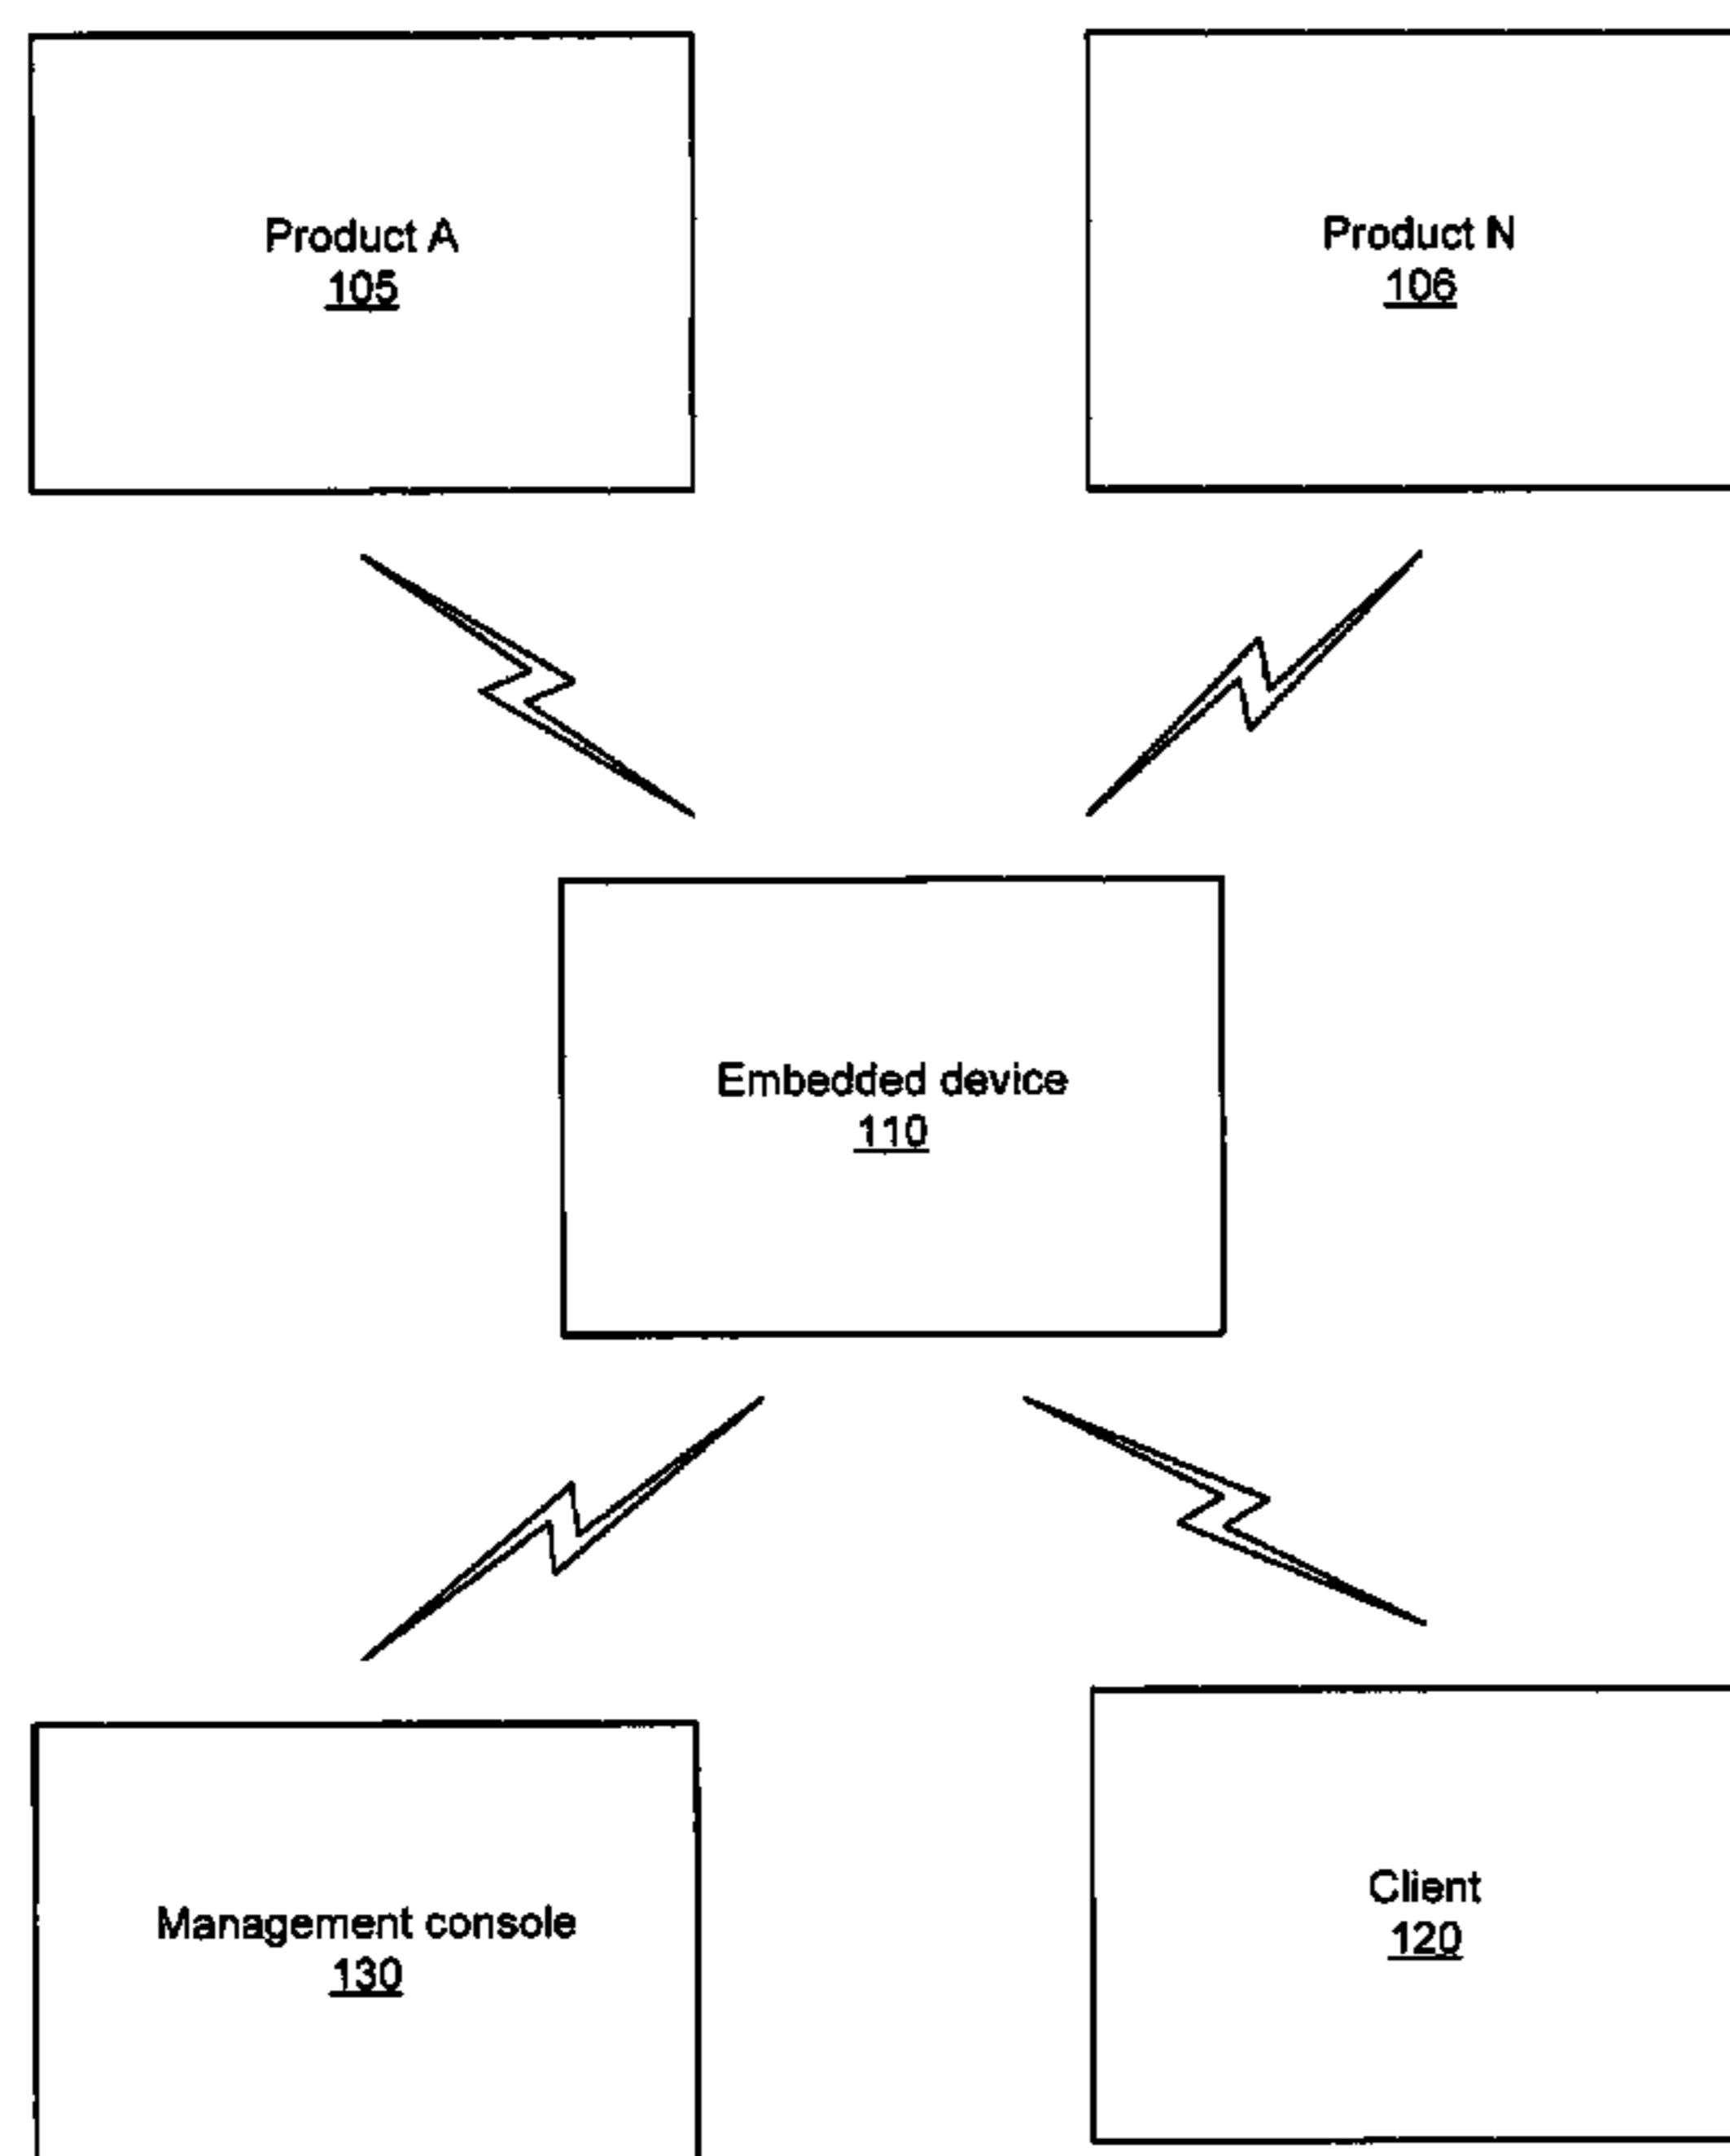 Product A
105
Product N
106
Embedded device
110
Management console
130
Client
120